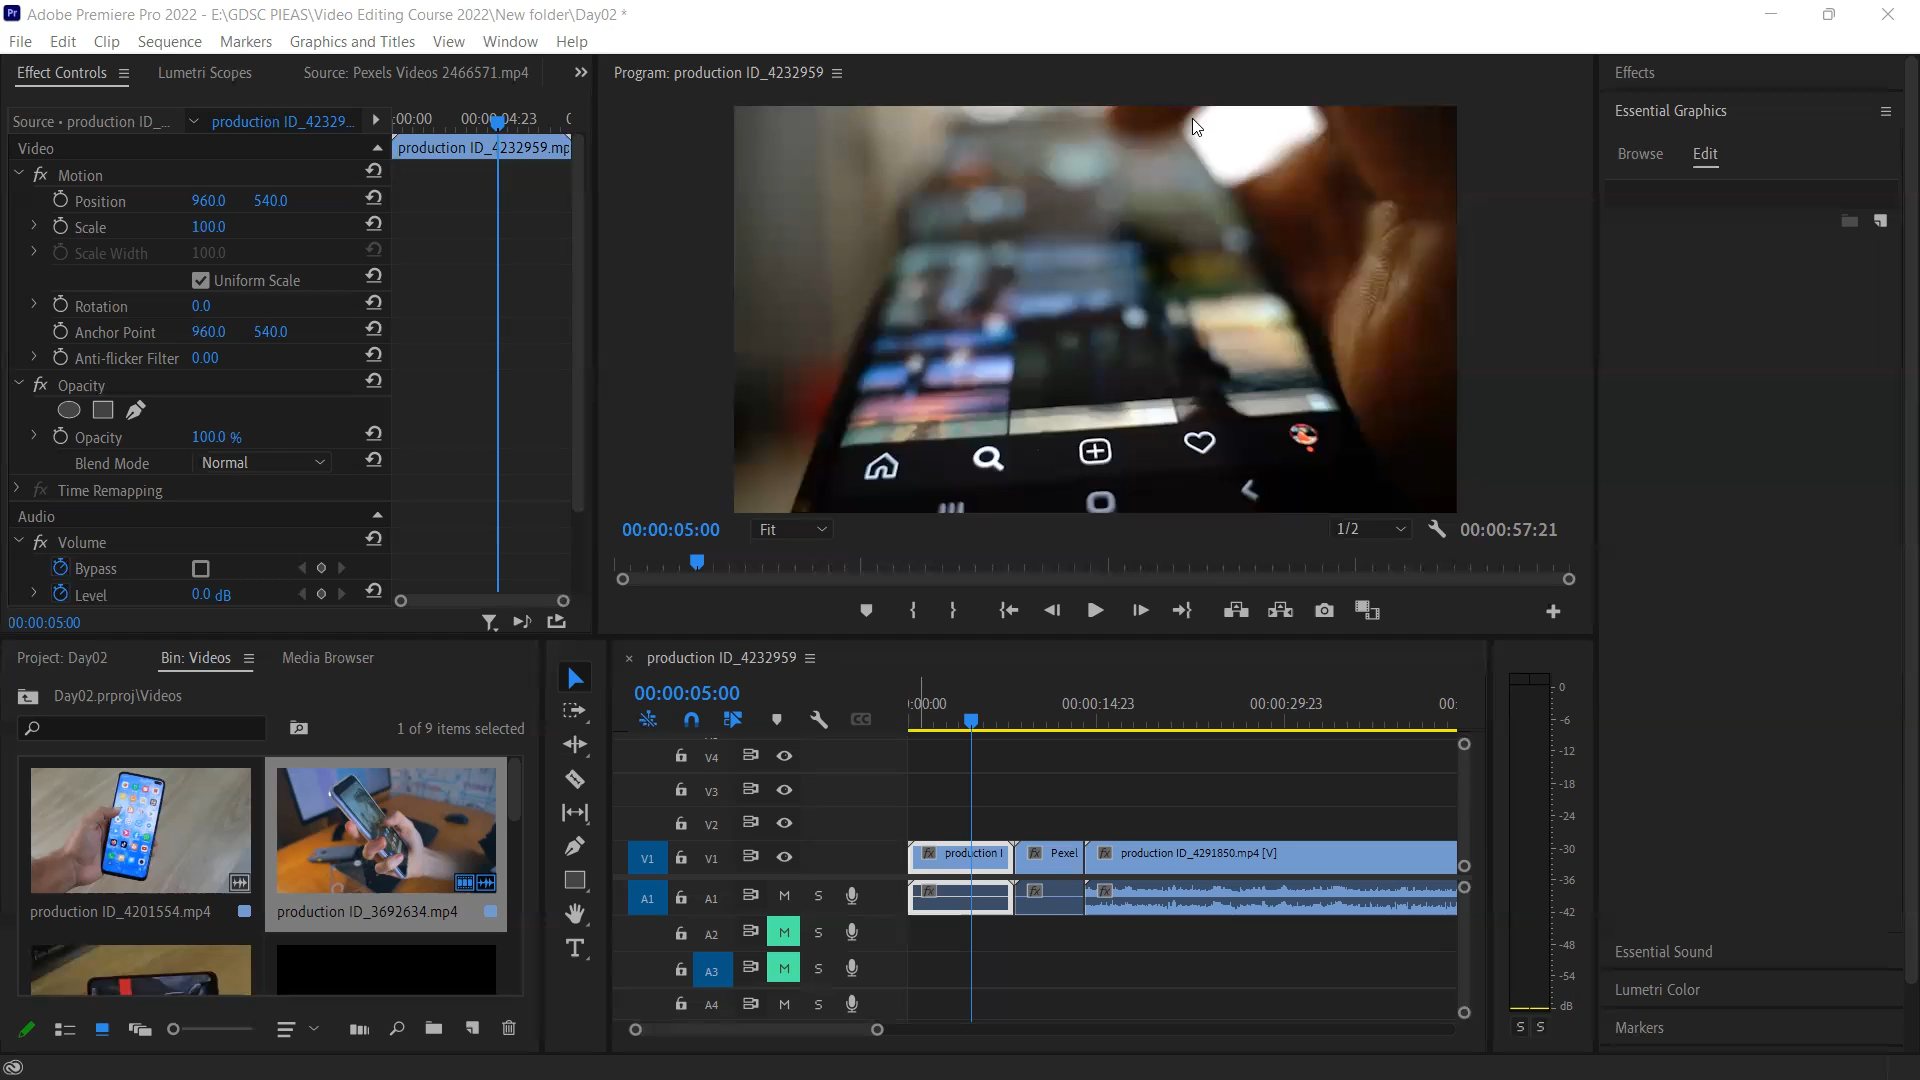 Adobe Premiere Pro 2022 - E:\GDSC PIEAS\Video Editing Course 2022\New folder\Day02 *
File Edit Clip Sequence Markers Graphics and Titles View Window Help
Effect Controls Lumetri Scopes Source: Pexels Videos 2466571.mp4
Program: production ID_4232959
Effects
Source • production ID_... production ID_42329...
:00:00 00:00:04:23
Essential Graphics
Browse Edit
Video
production ID_4232959.mp
Motion
Position 960.0 540.0
Scale 100.0
Scale Width 100.0
Uniform Scale
Rotation 0.0
Anchor Point 960.0 540.0
Anti-flicker Filter 0.00
Opacity
Opacity 100.0 %
Blend Mode Normal
Time Remapping
Audio
Volume
Bypass
Level 0.0 dB
00:00:05:00
00:00:05:00 Fit 1/2 00:00:57:21
Project: Day02 Bin: Videos Media Browser
Day02.prproj\Videos
1 of 9 items selected
production ID_4201554.mp4
production ID_3692634.mp4
production ID_4232959
00:00:05:00
:00:00 00:00:14:23 00:00:29:23 00:
V4
V3
V2
V1 V1 production I Pexel production ID_4291850.mp4 [V]
A1 A1 M S
A2 M S
A3 M S
A4 M S
0
-6
-12
-18
-24
-30
-36
-42
-48
-54
dB
S S
Essential Sound
Lumetri Color
Markers